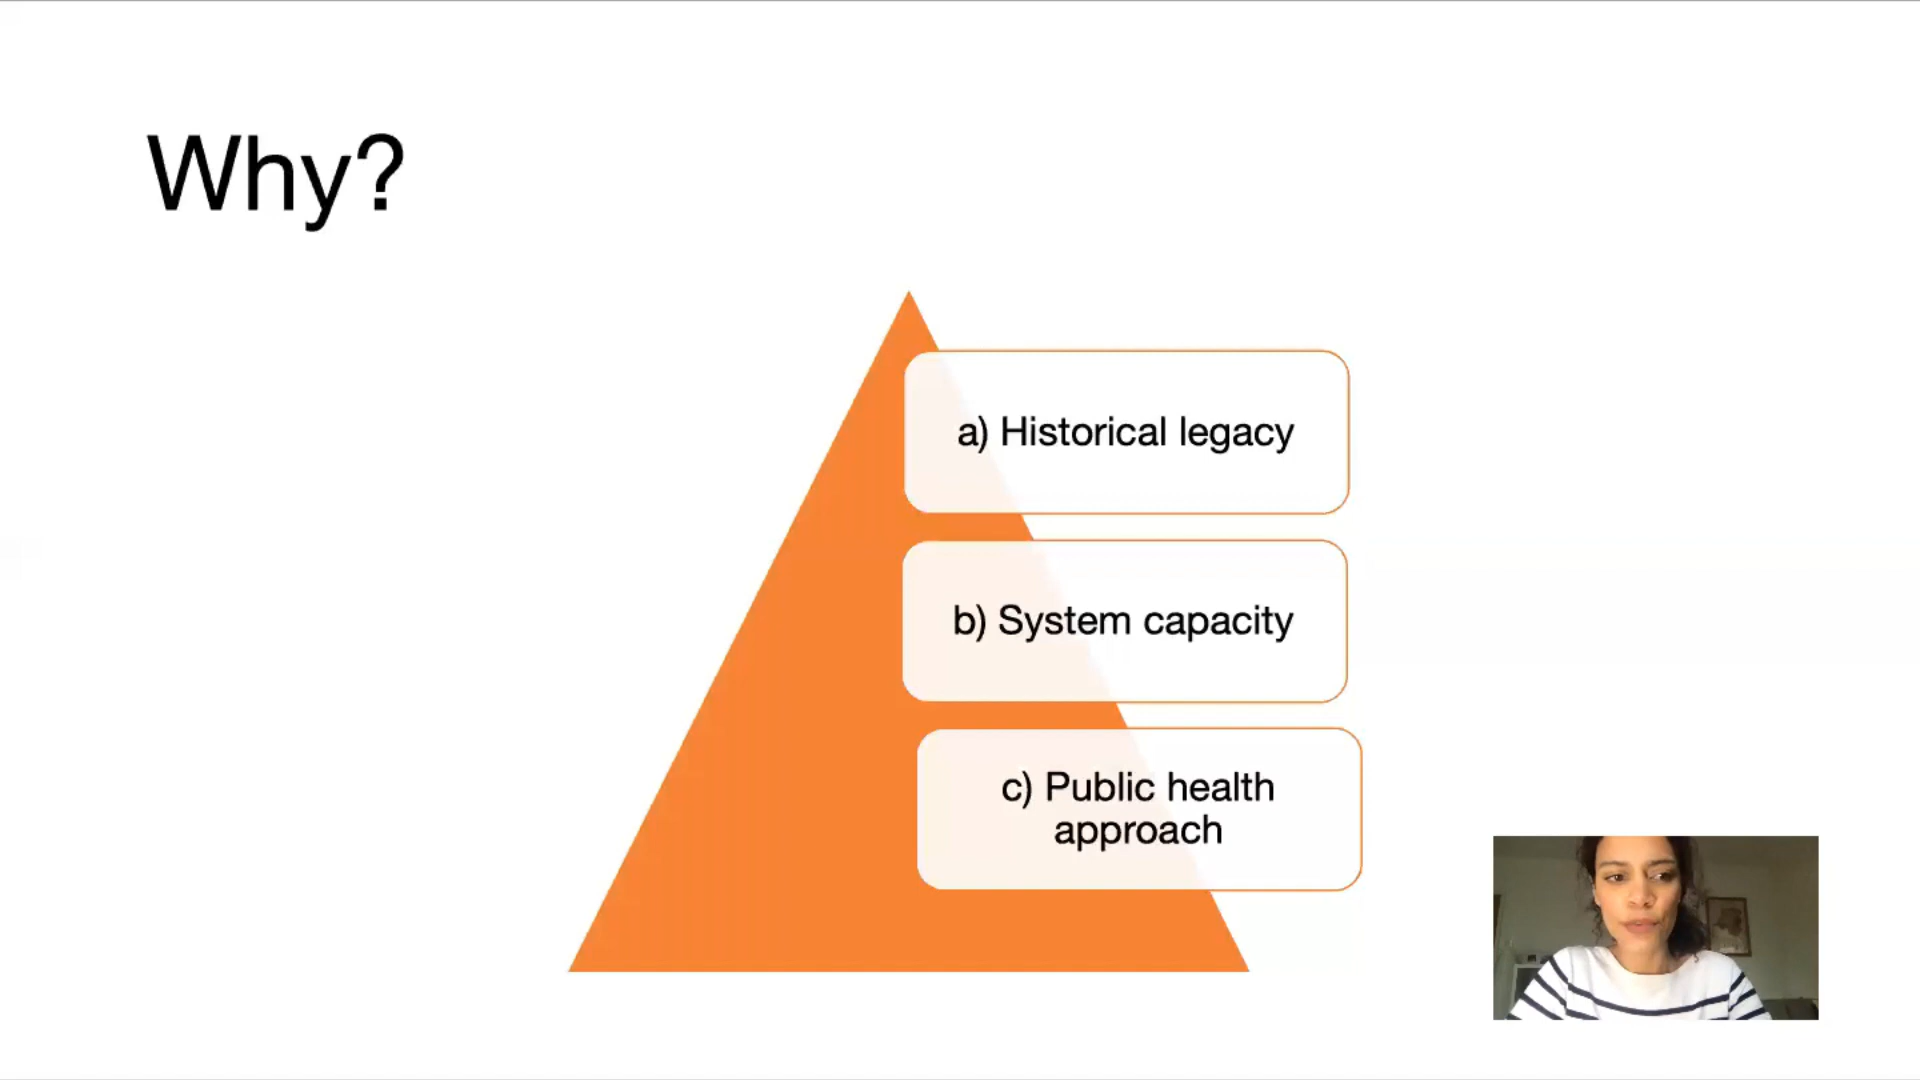 Why?
a) Historical legacy
b) System capacity
c) Public health
approach